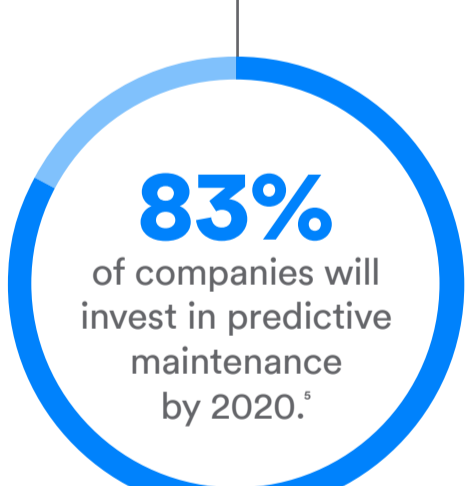 83%
of companies will
invest in predictive
maintenance
by 2020.⁵